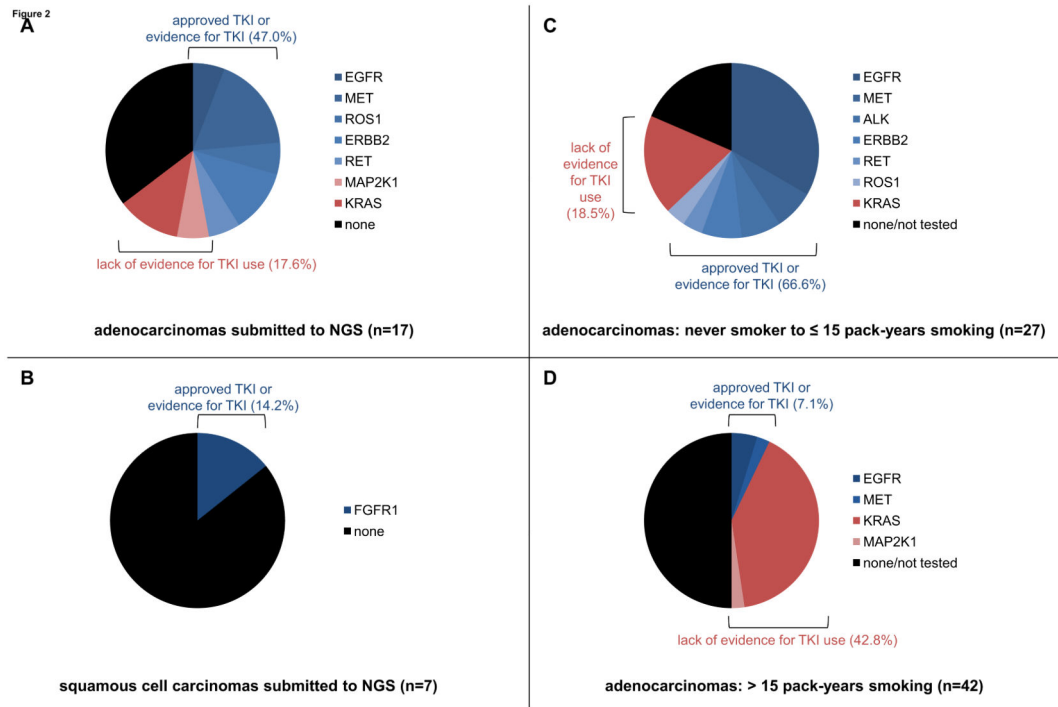 Figure 2
A
approved TKI or
evidence for TKI (47.0%)
EGFR
MET
ROS1
ERBB2
RET
MAP2K1
KRAS
none
lack of evidence for TKI use (17.6%)
adenocarcinomas submitted to NGS (n=17)
C
EGFR
MET
ALK
ERBB2
RET
ROS1
KRAS
none/not tested
lack of
evidence
for TKI
use
(18.5%)
approved TKI or
evidence for TKI (66.6%)
adenocarcinomas: never smoker to ≤ 15 pack-years smoking (n=27)
B
approved TKI or
evidence for TKI (14.2%)
FGFR1
none
squamous cell carcinomas submitted to NGS (n=7)
D
approved TKI or
evidence for TKI (7.1%)
EGFR
MET
KRAS
MAP2K1
none/not tested
lack of evidence for TKI use (42.8%)
adenocarcinomas: > 15 pack-years smoking (n=42)